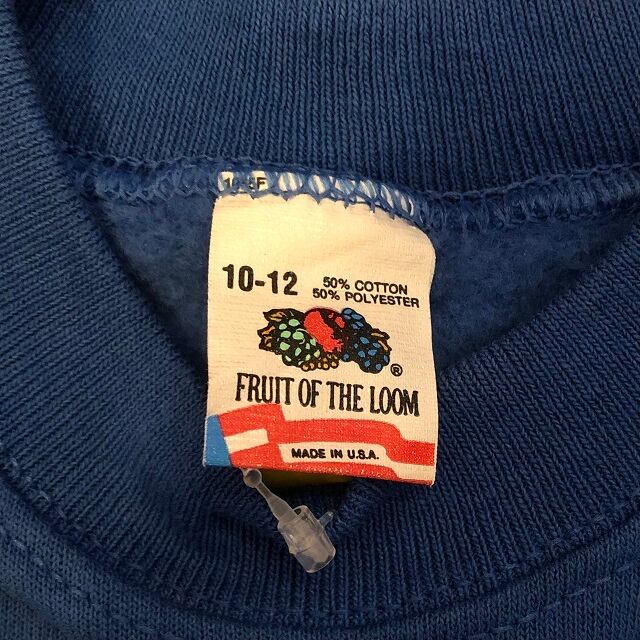 10-12
50% COTTON
50% POLYESTER
®
FRUIT OF THE LOOM
MADE IN U.S.A.